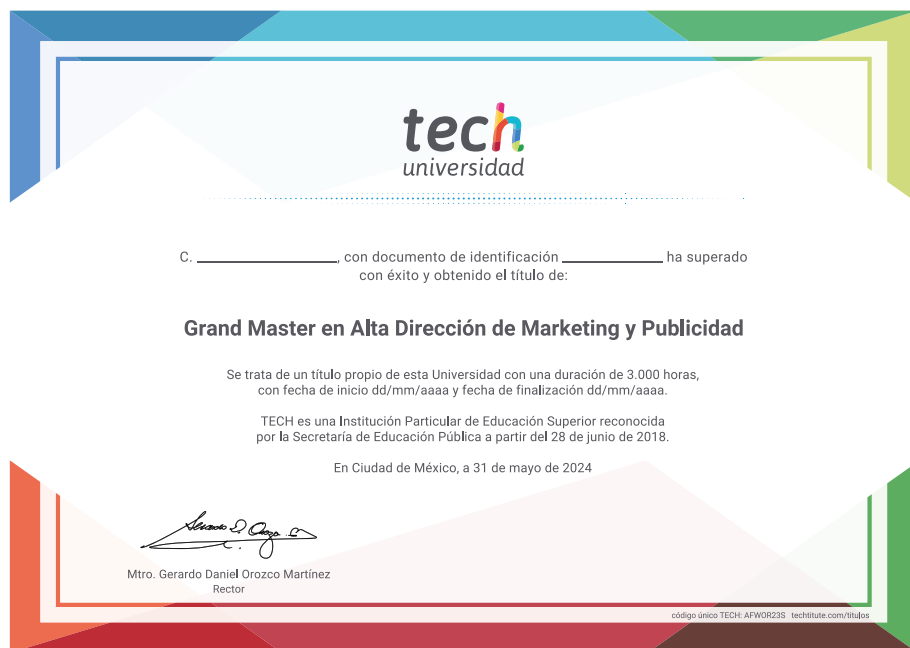 tech
universidad
C. ____________, con documento de identificación ____________ ha superado
con éxito y obtenido el título de:
Grand Master en Alta Dirección de Marketing y Publicidad
Se trata de un título propio de esta Universidad con una duración de 3.000 horas,
con fecha de inicio dd/mm/aaaa y fecha de finalización dd/mm/aaaa.
TECH es una Institución Particular de Educación Superior reconocida
por la Secretaría de Educación Pública a partir del 28 de junio de 2018.
En Ciudad de México, a 31 de mayo de 2024
Mtro. Gerardo Daniel Orozco Martínez
Rector
código único TECH: AFWOR23S techtitute.com/titulos